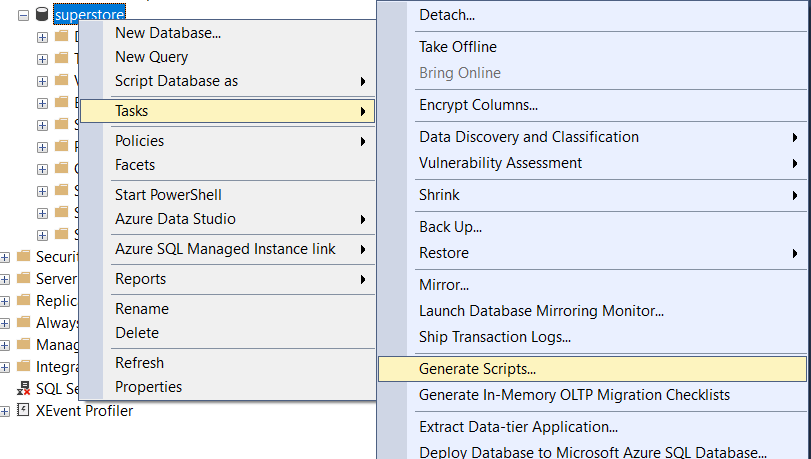 superstore
Securit
Server
Replic
Always
Manag
Integra
SQL Se
XEvent Profiler
New Database...
New Query
Script Database as
Tasks
Policies
Facets
Start PowerShell
Azure Data Studio
Azure SQL Managed Instance link
Reports
Rename
Delete
Refresh
Properties
Detach...
Take Offline
Bring Online
Encrypt Columns...
Data Discovery and Classification
Vulnerability Assessment
Shrink
Back Up...
Restore
Mirror...
Launch Database Mirroring Monitor...
Ship Transaction Logs...
Generate Scripts...
Generate In-Memory OLTP Migration Checklists
Extract Data-tier Application...
Deploy Database to Microsoft Azure SQL Database...